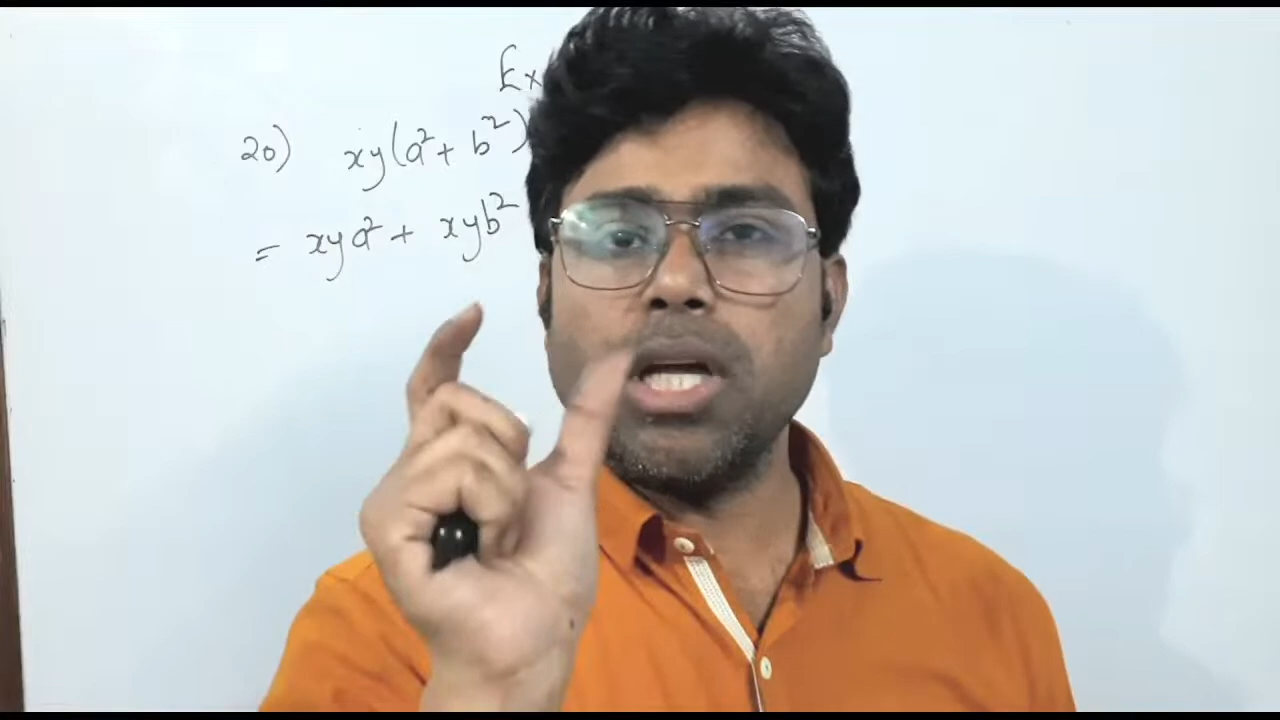 Ex
20) xy(a²+ b²)
= xya² + xyb²